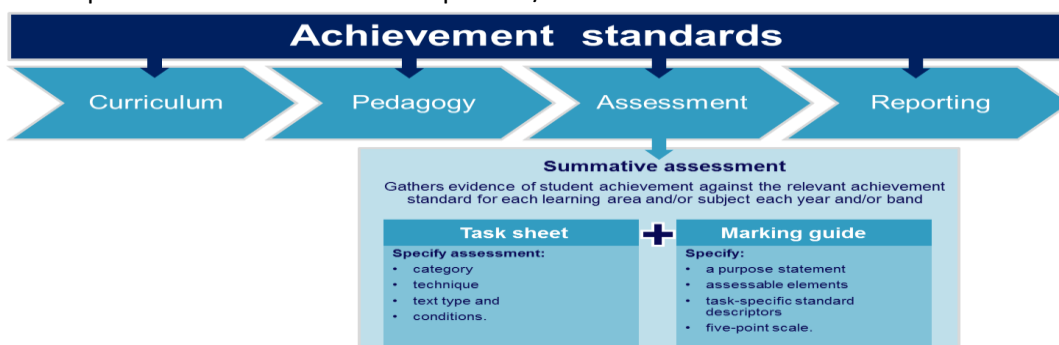 Achievement standards
Curriculum
Pedagogy
Assessment
Reporting
Summative assessment
Gathers evidence of student achievement against the relevant achievement
standard for each learning area and/or subject each year and/or band
Task sheet
Specify assessment:
• category
• technique
• text type and
• conditions.
+
Marking guide
Specify:
• a purpose statement
• assessable elements
• task-specific standard
descriptors
• five-point scale.